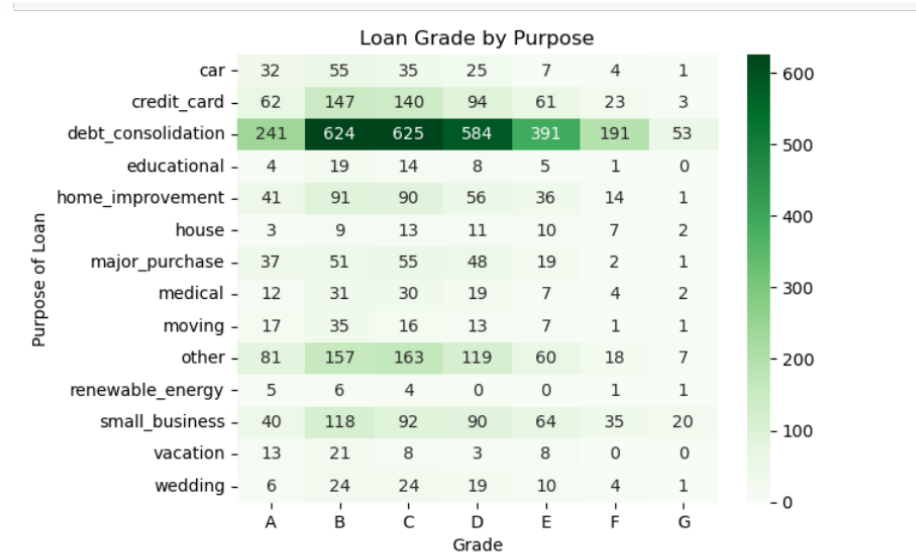 Loan Grade by Purpose
car 32 55 35 25 7 4 1
credit_card 62 147 140 94 61 23 3
debt_consolidation 241 624 625 584 391 191 53
educational 4 19 14 8 5 1 0
home_improvement 41 91 90 56 36 14 1
house 3 9 13 11 10 7 2
major_purchase 37 51 55 48 19 2 1
medical 12 31 30 19 7 4 2
moving 17 35 16 13 7 1 1
other 81 157 163 119 60 18 7
renewable_energy 5 6 4 0 0 1 1
small_business 40 118 92 90 64 35 20
vacation 13 21 8 3 8 0 0
wedding 6 24 24 19 10 4 1
A B C D E F G
Grade
Purpose of Loan
600
500
400
300
200
100
0